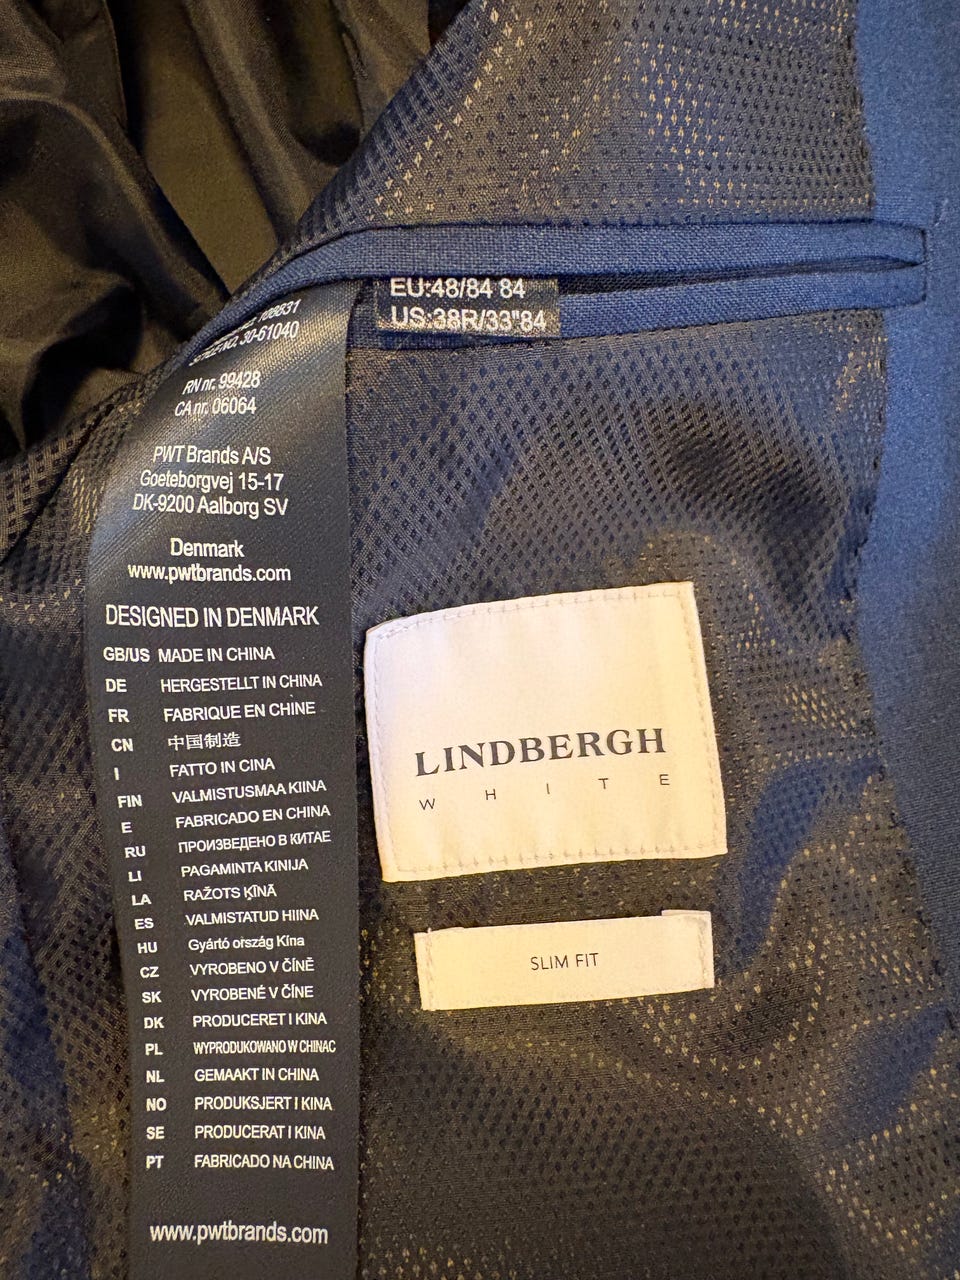 EU:48/84 84
US:38R/33"84
108831
STYLE NO. 30-61040
RN nr. 99428
CA nr. 06064
PWT Brands A/S
Goeteborgvej 15-17
DK-9200 Aalborg SV
Denmark
www.pwtbrands.com
DESIGNED IN DENMARK
GB/US MADE IN CHINA
DE HERGESTELLT IN CHINA
FR FABRIQUE EN CHINE
CN 中国制造
I FATTO IN CINA
FIN VALMISTUSMAA KIINA
E FABRICADO EN CHINA
RU ПРОИЗВЕДЕНО В КИТАЕ
LI PAGAMINTA KINIJA
LA RAŽOTS ĶĪNĀ
ES VALMISTATUD HIINA
HU Gyártó ország Kína
CZ VYROBENO V ČÍNĚ
SK VYROBENÉ V ČÍNE
DK PRODUCERET I KINA
PL WYPRODUKOWANO W CHINAC
NL GEMAAKT IN CHINA
NO PRODUKSJERT I KINA
SE PRODUCERAT I KINA
PT FABRICADO NA CHINA
www.pwtbrands.com
LINDBERGH
WHITE
SLIM FIT